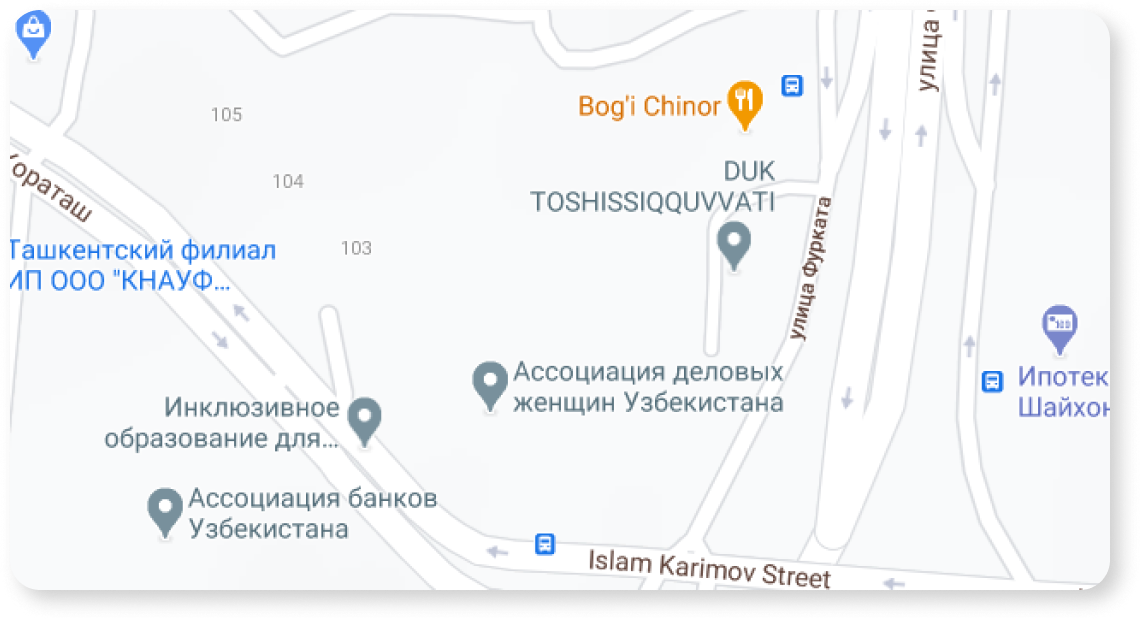 улица
Bog'i Chinor
105
DUK
TOSHISSIQQUVVATI
104
Кораташ
улица Фурката
Ташкентский филиал
ИП ООО "КНАУФ...
103
Ипотек
Шайхон
Ассоциация деловых
женщин Узбекистана
Инклюзивное
образование для...
Ассоциация банков
Узбекистана
Islam Karimov Street